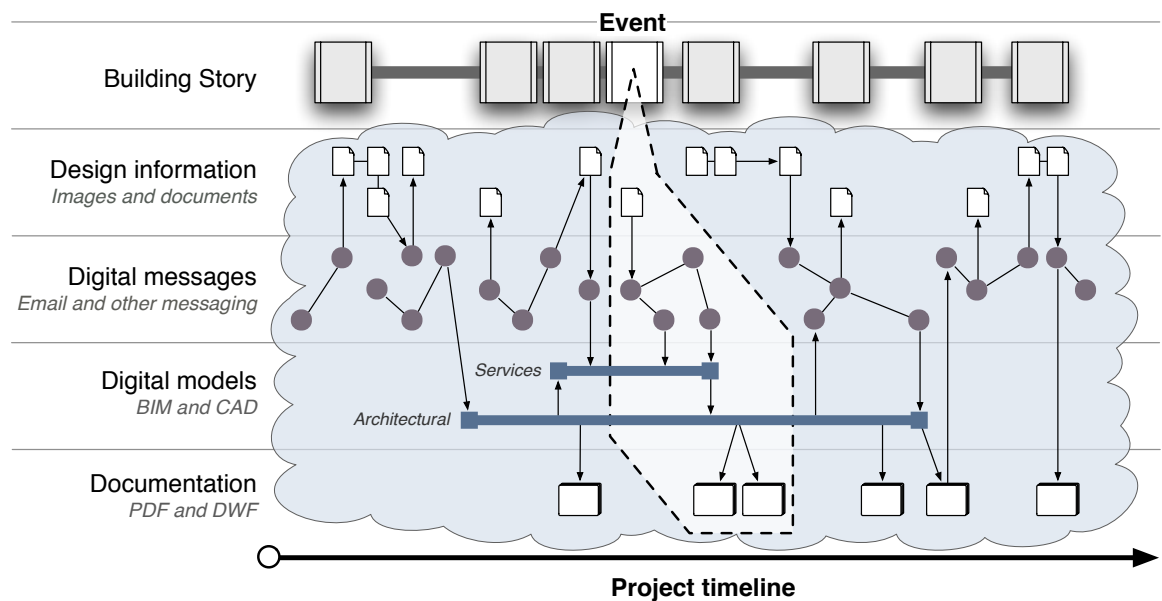 Event
Building Story
Design information
Images and documents
Digital messages
Email and other messaging
Services
Digital models
BIM and CAD
Architectural
Documentation
PDF and DWF
Project timeline